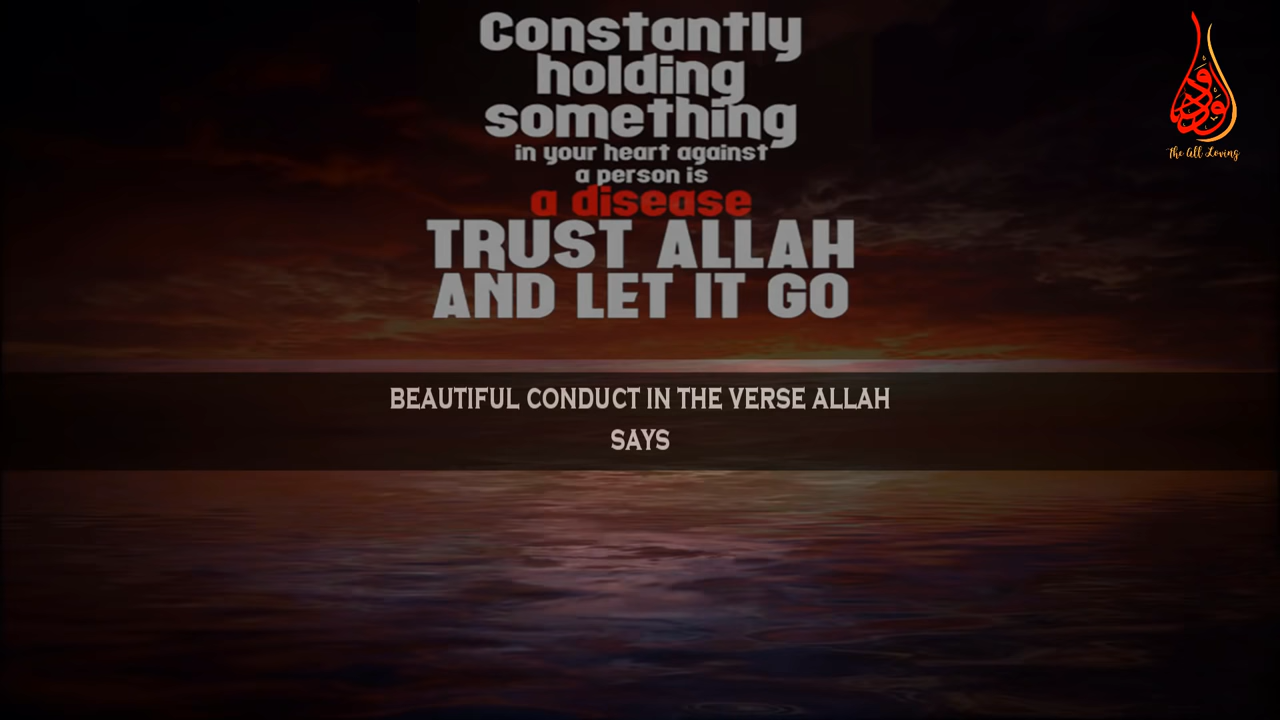 Constantly
holding
something
in your heart against
a person is
a disease
TRUST ALLAH
AND LET IT GO
The All Loving
BEAUTIFUL CONDUCT IN THE VERSE ALLAH
SAYS